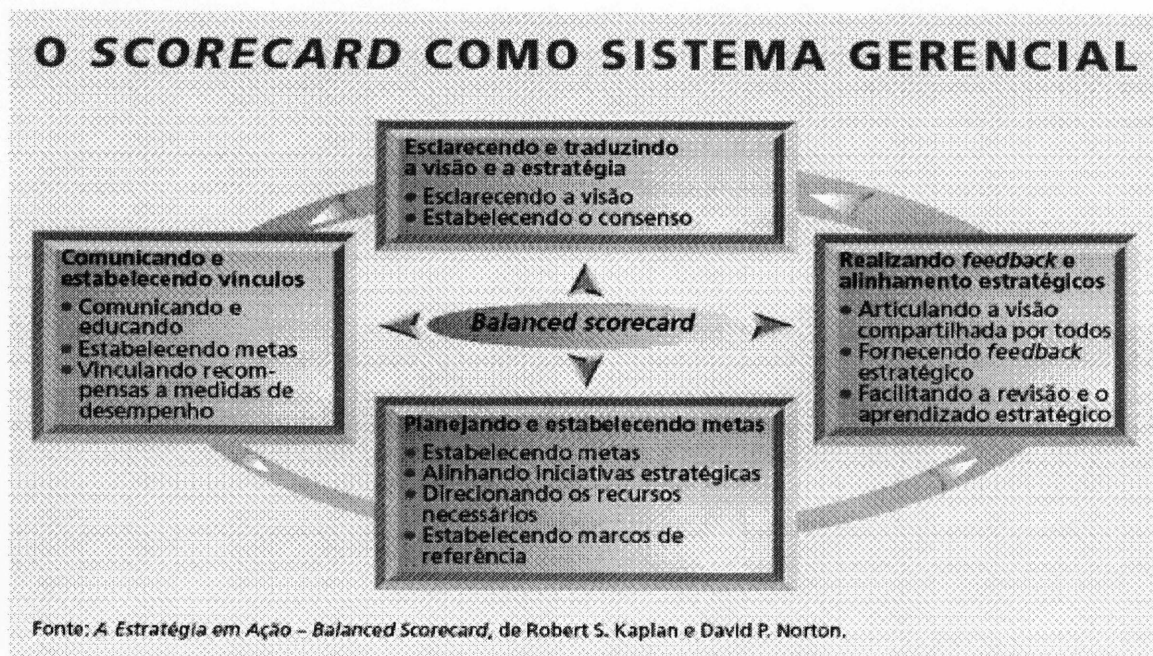 O SCORECARD COMO SISTEMA GERENCIAL
Esclarecendo e traduzindo
a visão e a estratégia
• Esclarecendo a visão
• Estabelecendo o consenso
Comunicando e
estabelecendo vínculos
• Comunicando e
educando
• Estabelecendo metas
• Vinculando recom-
pensas a medidas de
desempenho
Balanced scorecard
Realizando feedback e
alinhamento estratégicos
• Articulando a visão
compartilhada por todos
• Fornecendo feedback
estratégico
• Facilitando a revisão e o
aprendizado estratégico
Planejando e estabelecendo metas
• Estabelecendo metas
• Alinhando iniciativas estratégicas
• Direcionando os recursos
necessários
• Estabelecendo marcos de
referência
Fonte: A Estratégia em Ação – Balanced Scorecard, de Robert S. Kaplan e David P. Norton.